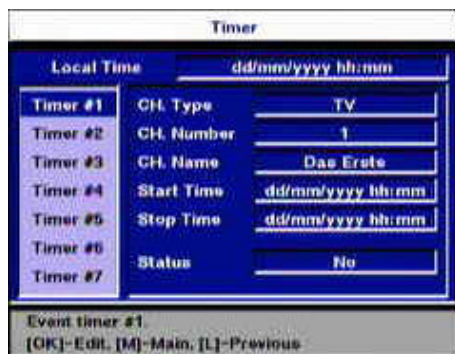 Timer
Local Time dd/mm/yyyy hh:mm
Timer #1 CH. Type TV
Timer #2 CH. Number 1
Timer #3 CH. Name Das Erste
Timer #4 Start Time dd/mm/yyyy hh:mm
Timer #5 Stop Time dd/mm/yyyy hh:mm
Timer #6
Timer #7 Status No
Event timer #1.
[OK]-Edit, [M]-Main, [L]-Previous